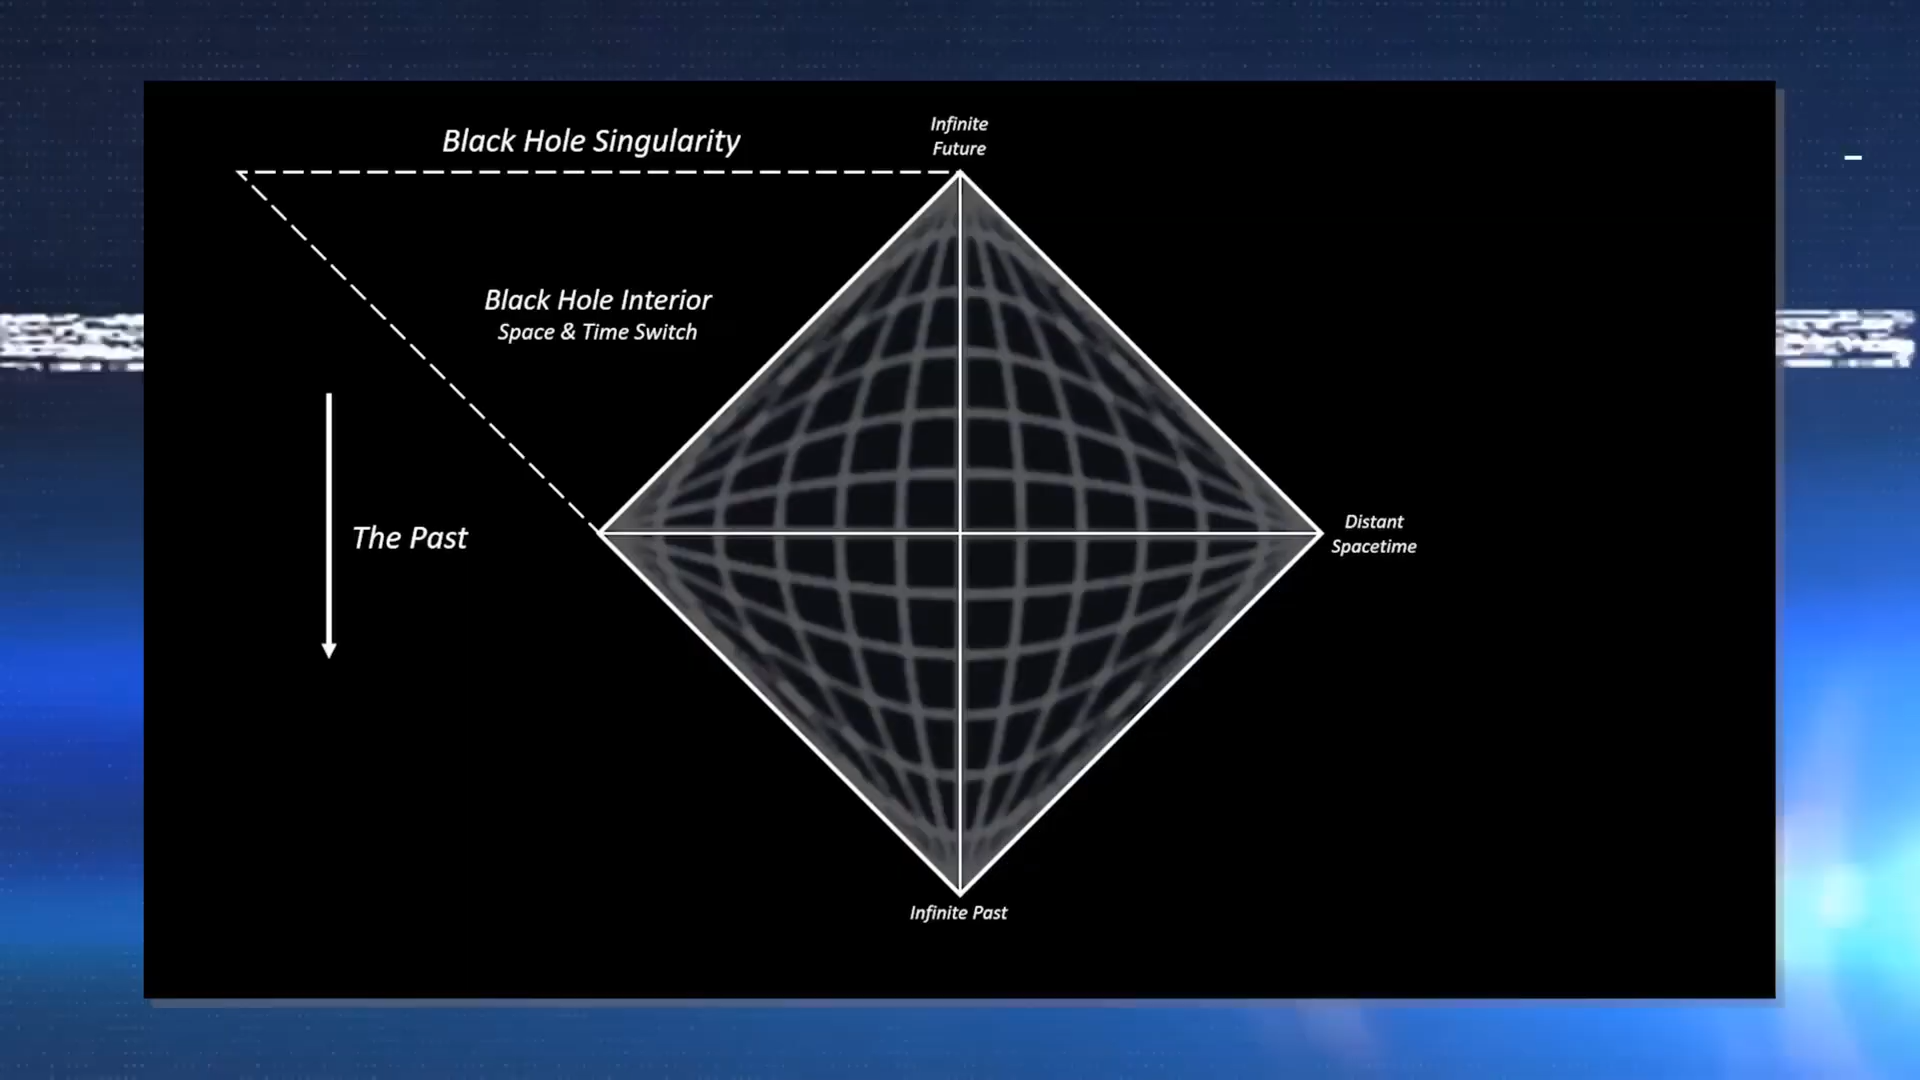 Black Hole Singularity
Infinite
Future
Black Hole Interior
Space & Time Switch
The Past
Distant
Spacetime
Infinite Past